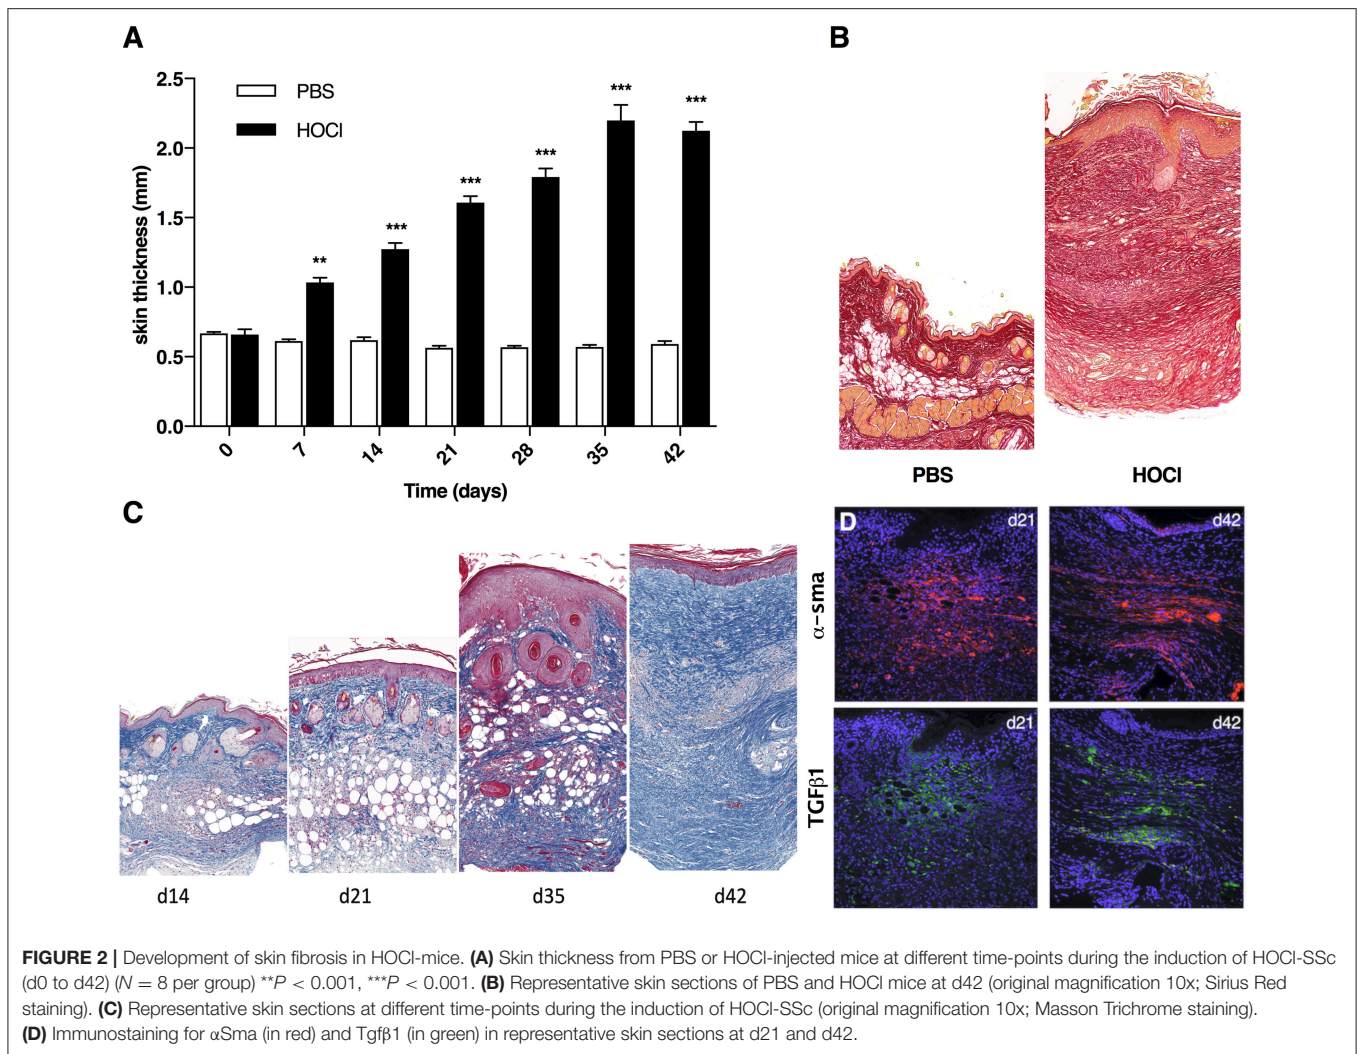 A
2.5
2.0
1.5
1.0
0.5
0.0
skin thickness (mm)
PBS
HOCl
**
***
***
***
***
***
0
7
14
21
28
35
42
Time (days)
B
PBS
HOCl
C
d14
d21
d35
d42
D
d21
d42
α-sma
d21
d42
TGFβ1
FIGURE 2 | Development of skin fibrosis in HOCl-mice. (A) Skin thickness from PBS or HOCl-injected mice at different time-points during the induction of HOCl-SSc
(d0 to d42) (N = 8 per group) **P < 0.001, ***P < 0.001. (B) Representative skin sections of PBS and HOCl mice at d42 (original magnification 10x; Sirius Red
staining). (C) Representative skin sections at different time-points during the induction of HOCl-SSc (original magnification 10x; Masson Trichrome staining).
(D) Immunostaining for αSma (in red) and Tgfβ1 (in green) in representative skin sections at d21 and d42.